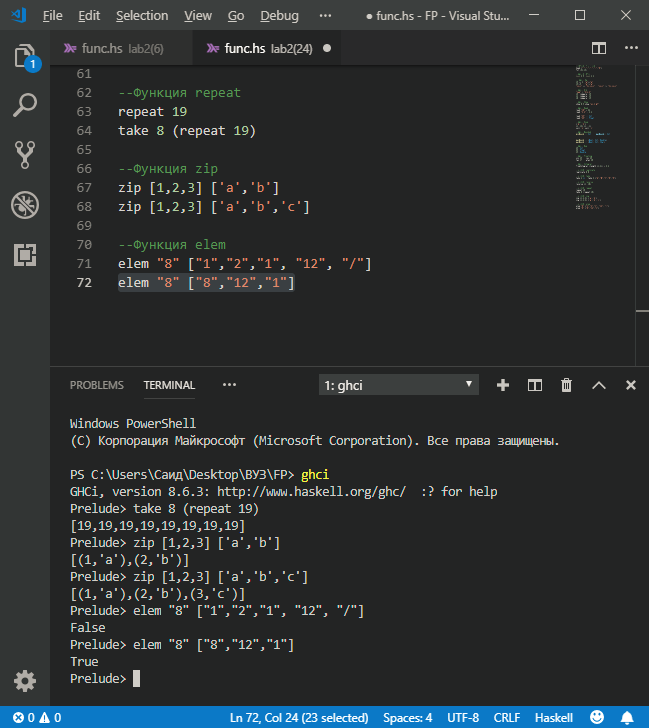 File Edit Selection View Go Debug ··· ● func.hs - FP - Visual Stu...
func.hs lab2(6) func.hs lab2(24) ●
1
61
62 --Функция repeat
63 repeat 19
64 take 8 (repeat 19)
65
66 --Функция zip
67 zip [1,2,3] ['a','b']
68 zip [1,2,3] ['a','b','c']
69
70 --Функция elem
71 elem "8" ["1","2","1", "12", "/"]
72 elem "8" ["8","12","1"]
PROBLEMS TERMINAL ··· 1: ghci
Windows PowerShell
(C) Корпорация Майкрософт (Microsoft Corporation). Все права защищены.
PS C:\Users\Саид\Desktop\ВУЗ\FP> ghci
GHCi, version 8.6.3: http://www.haskell.org/ghc/  :? for help
Prelude> take 8 (repeat 19)
[19,19,19,19,19,19,19,19]
Prelude> zip [1,2,3] ['a','b']
[(1,'a'),(2,'b')]
Prelude> zip [1,2,3] ['a','b','c']
[(1,'a'),(2,'b'),(3,'c')]
Prelude> elem "8" ["1","2","1", "12", "/"]
False
Prelude> elem "8" ["8","12","1"]
True
Prelude>
0 0 Ln 72, Col 24 (23 selected) Spaces: 4 UTF-8 CRLF Haskell